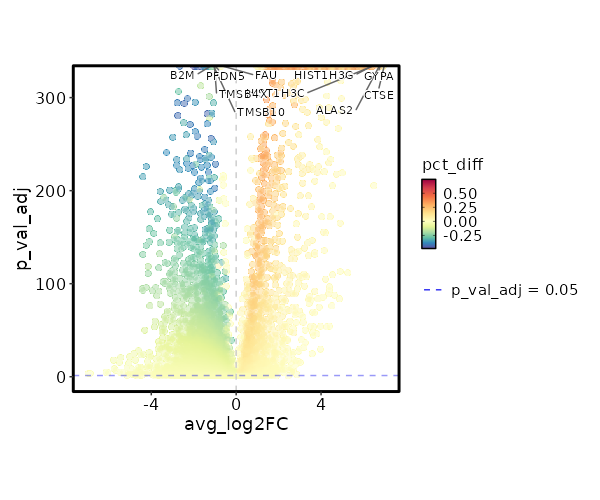 B2M
PFDN5
FAU
HIST1H3G
GYPA
TMSB4X
HIST1H3C
CTSE
TMSB10
ALAS2
300
200
100
0
-4
0
4
p_val_adj
avg_log2FC
pct_diff
0.50
0.25
0.00
-0.25
p_val_adj = 0.05